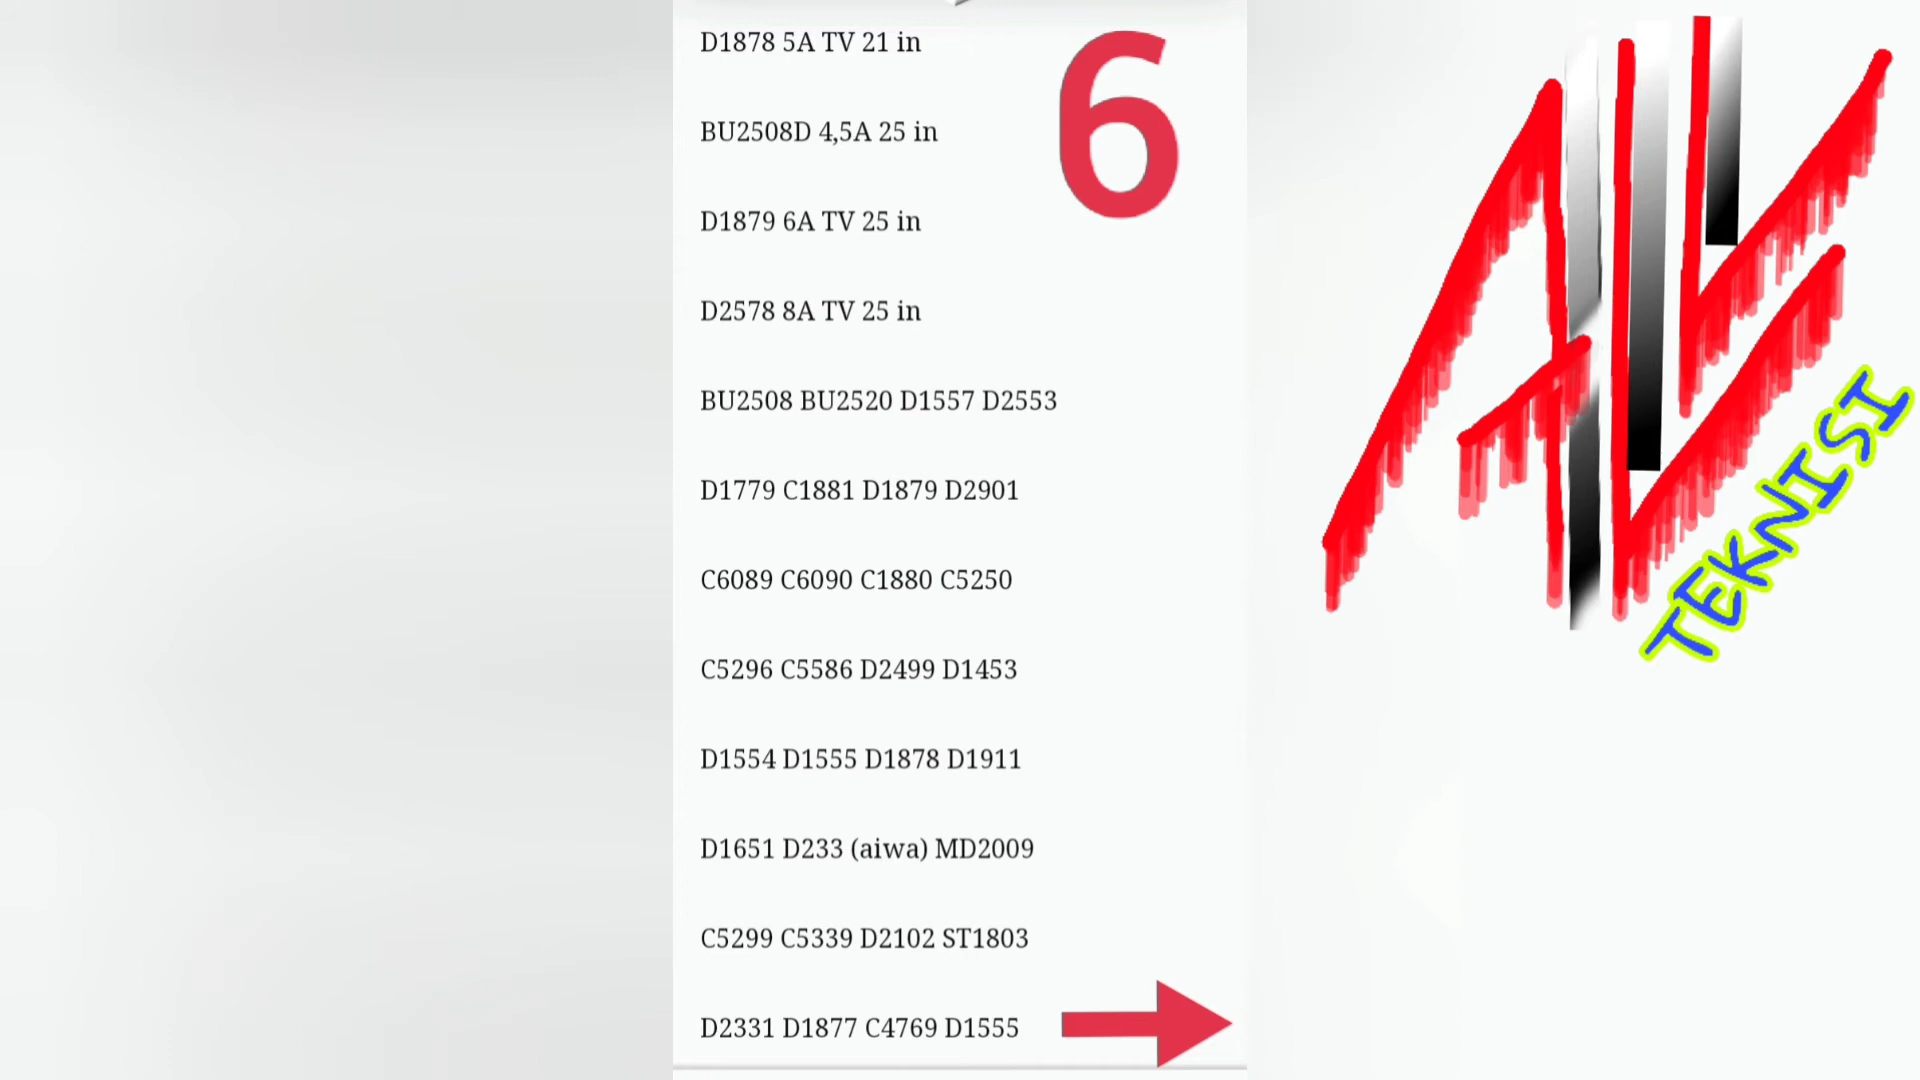 D1878 5A TV 21 in
6
BU2508D 4,5A 25 in
D1879 6A TV 25 in
D2578 8A TV 25 in
BU2508 BU2520 D1557 D2553
D1779 C1881 D1879 D2901
C6089 C6090 C1880 C5250
C5296 C5586 D2499 D1453
D1554 D1555 D1878 D1911
D1651 D233 (aiwa) MD2009
C5299 C5339 D2102 ST1803
D2331 D1877 C4769 D1555
TEKNISI